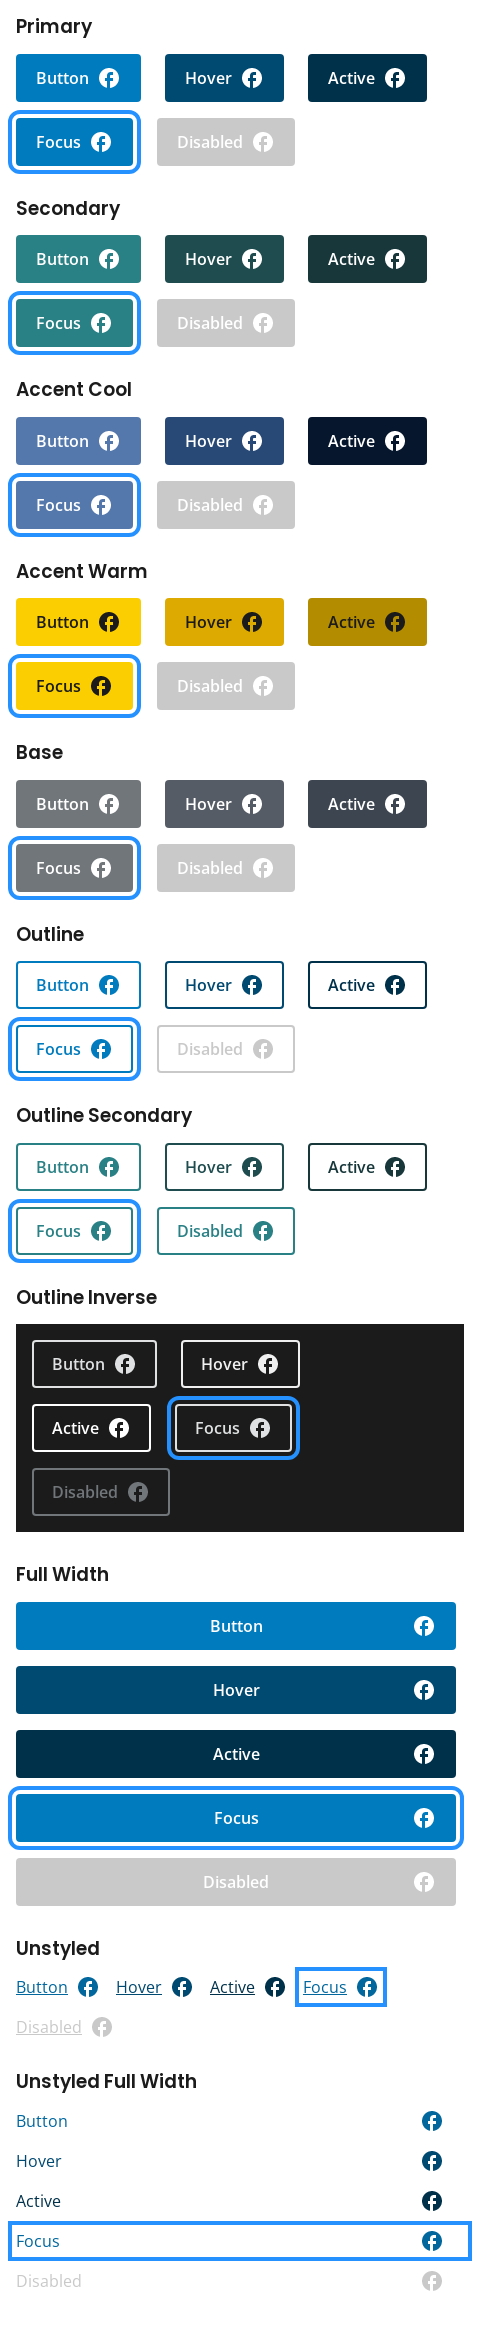 Primary
Button Hover Active
Focus Disabled
Secondary
Button Hover Active
Focus Disabled
Accent Cool
Button Hover Active
Focus Disabled
Accent Warm
Button Hover Active
Focus Disabled
Base
Button Hover Active
Focus Disabled
Outline
Button Hover Active
Focus Disabled
Outline Secondary
Button Hover Active
Focus Disabled
Outline Inverse
Button Hover
Active Focus
Disabled
Full Width
Button
Hover
Active
Focus
Disabled
Unstyled
Button Hover Active Focus
Disabled
Unstyled Full Width
Button
Hover
Active
Focus
Disabled